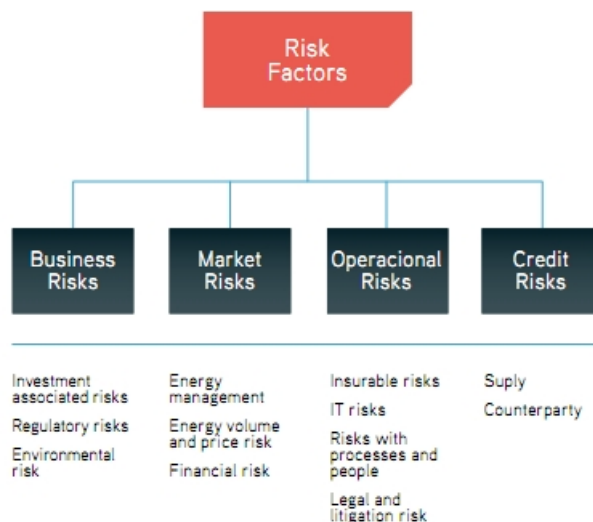 Risk
Factors
Business
Risks
Market
Risks
Operacional
Risks
Credit
Risks
Investment
associated risks
Regulatory risks
Environmental
risk
Energy
management
Energy volume
and price risk
Financial risk
Insurable risks
IT risks
Risks with
processes and
people
Legal and
litigation risk
Suply
Counterparty